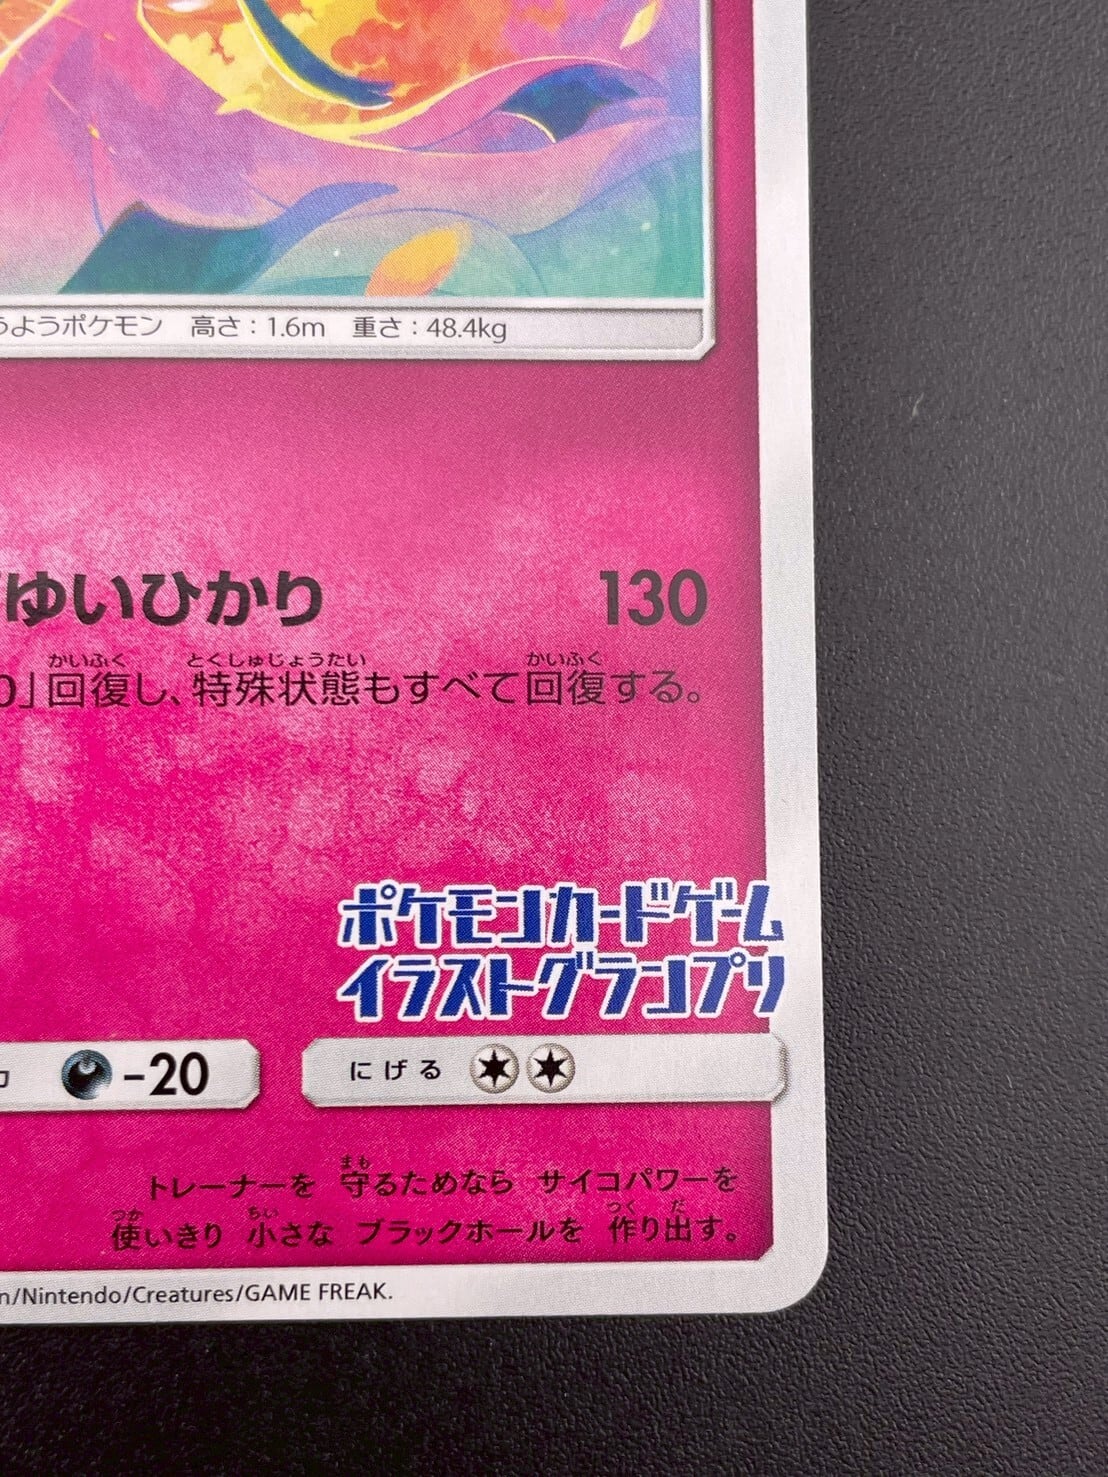 うようポケモン 高さ：1.6m 重さ：48.4kg
ゆいひかり 130
かいふく とくしゅじょうたい かいふく
0」回復し、特殊状態もすべて回復する。
ポケモンカードゲーム
イラストグランプリ
-20 にげる
まも
トレーナーを 守るためなら サイコパワーを
つか ちい つく だ
使いきり 小さな ブラックホールを 作り出す。
n/Nintendo/Creatures/GAME FREAK.